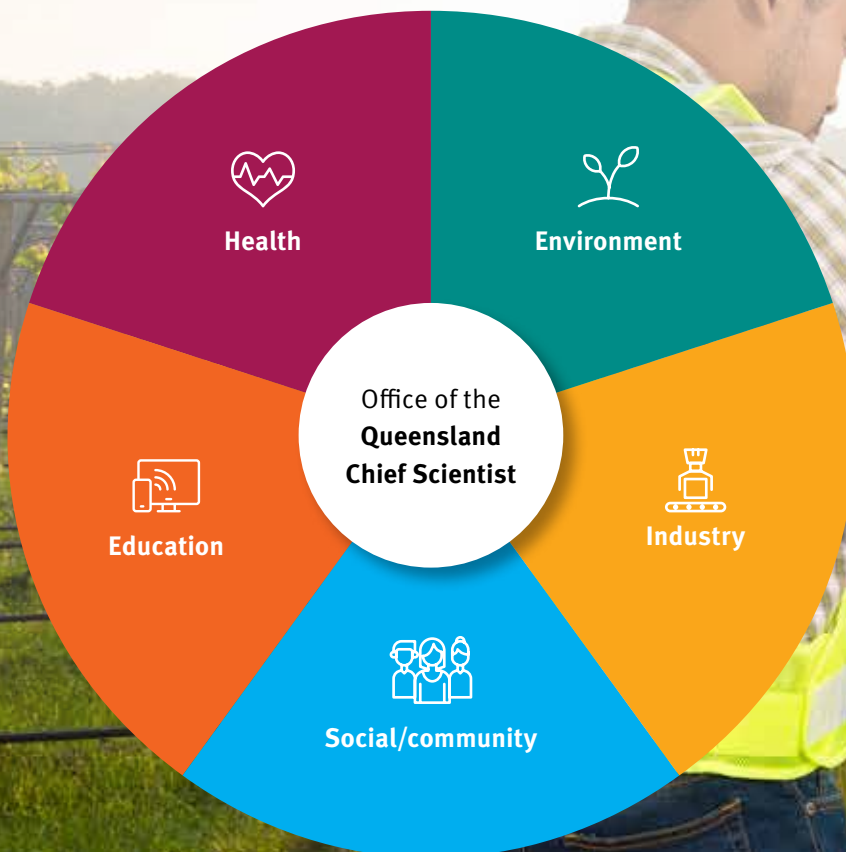 Health
Environment
Office of the
Queensland
Chief Scientist
Education
Industry
Social/community